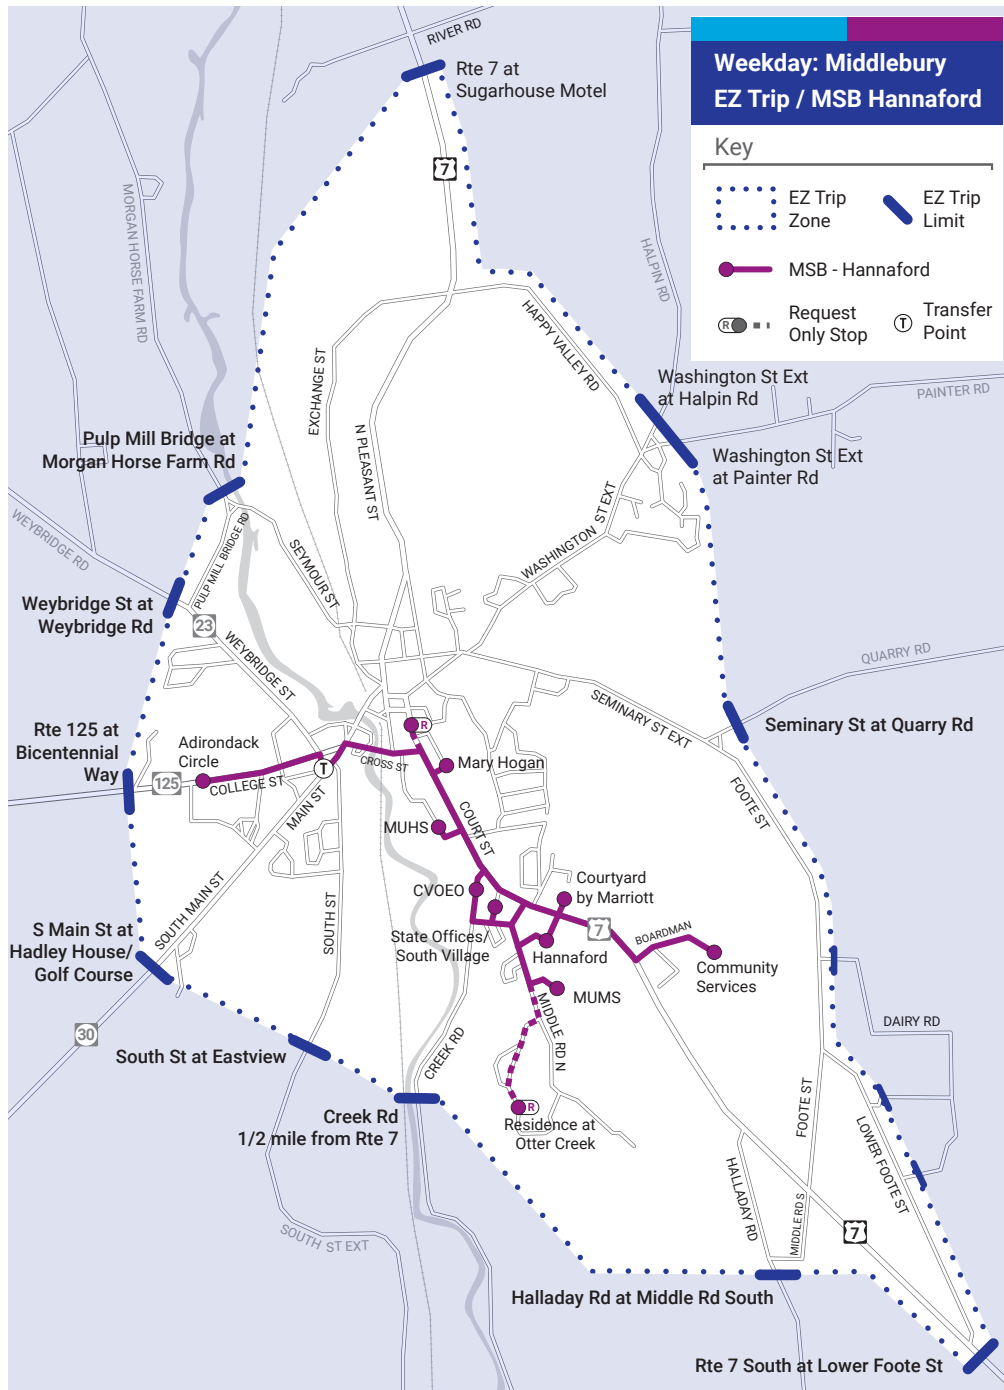 RIVER RD
Rte 7 at
Sugarhouse Motel
Weekday: Middlebury
EZ Trip / MSB Hannaford
Key
EZ Trip
Zone
EZ Trip
Limit
MSB - Hannaford
R
Request
Only Stop
T
Transfer
Point
7
MORGAN HORSE FARM RD
HALPIN RD
HAPPY VALLEY RD
EXCHANGE ST
N PLEASANT ST
Washington St Ext
at Halpin Rd
PAINTER RD
Washington St Ext
at Painter Rd
Pulp Mill Bridge at
Morgan Horse Farm Rd
WEYBRIDGE RD
PULP MILL BRIDGE RD
SEYMOUR ST
WASHINGTON ST EXT
Weybridge St at
Weybridge Rd
23
WEYBRIDGE ST
QUARRY RD
SEMINARY ST EXT
Seminary St at Quarry Rd
Rte 125 at
Bicentennial
Way
Adirondack
Circle
R
125
COLLEGE ST
T
CROSS ST
Mary Hogan
MAIN ST
COURT ST
FOOTE ST
MUHS
CVOEO
Courtyard
by Marriott
SOUTH MAIN ST
SOUTH ST
State Offices/
South Village
Hannaford
7
BOARDMAN
Community
Services
S Main St at
Hadley House/
Golf Course
MUMS
MIDDLE RD N
30
DAIRY RD
South St at Eastview
CREEK RD
Creek Rd
1/2 mile from Rte 7
R
Residence at
Otter Creek
FOOTE ST
LOWER FOOTE ST
HALLADAY RD
MIDDLE RD S
7
SOUTH ST EXT
Halladay Rd at Middle Rd South
Rte 7 South at Lower Foote St